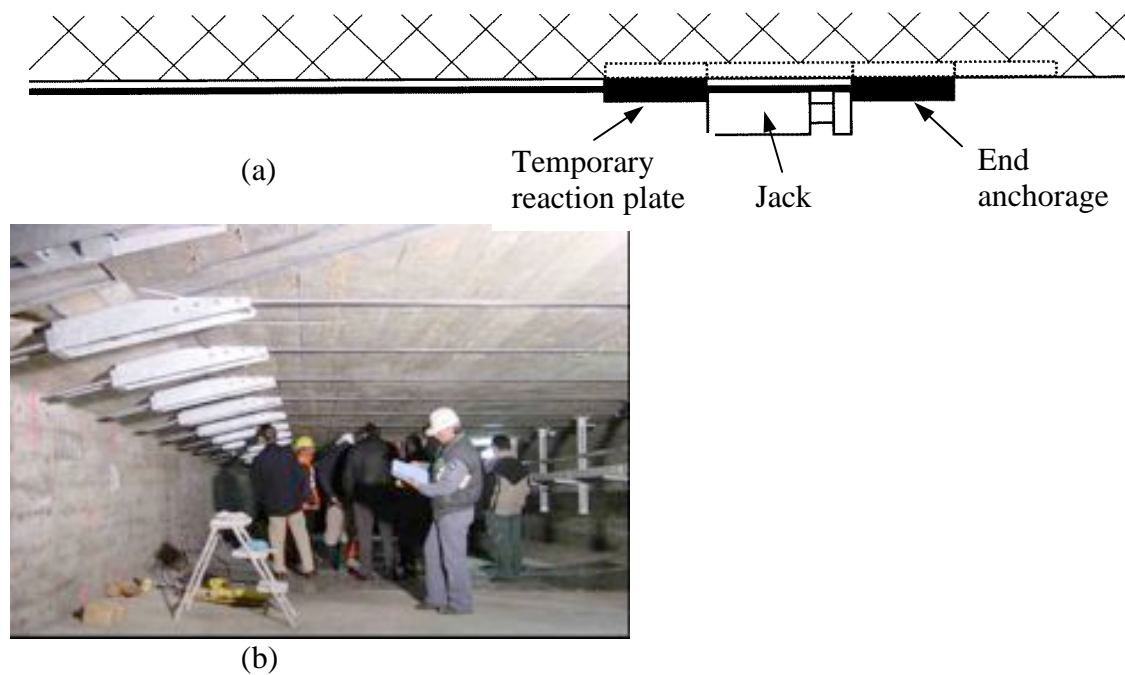 Temporary
reaction plate
Jack
End
anchorage
(a)
(b)